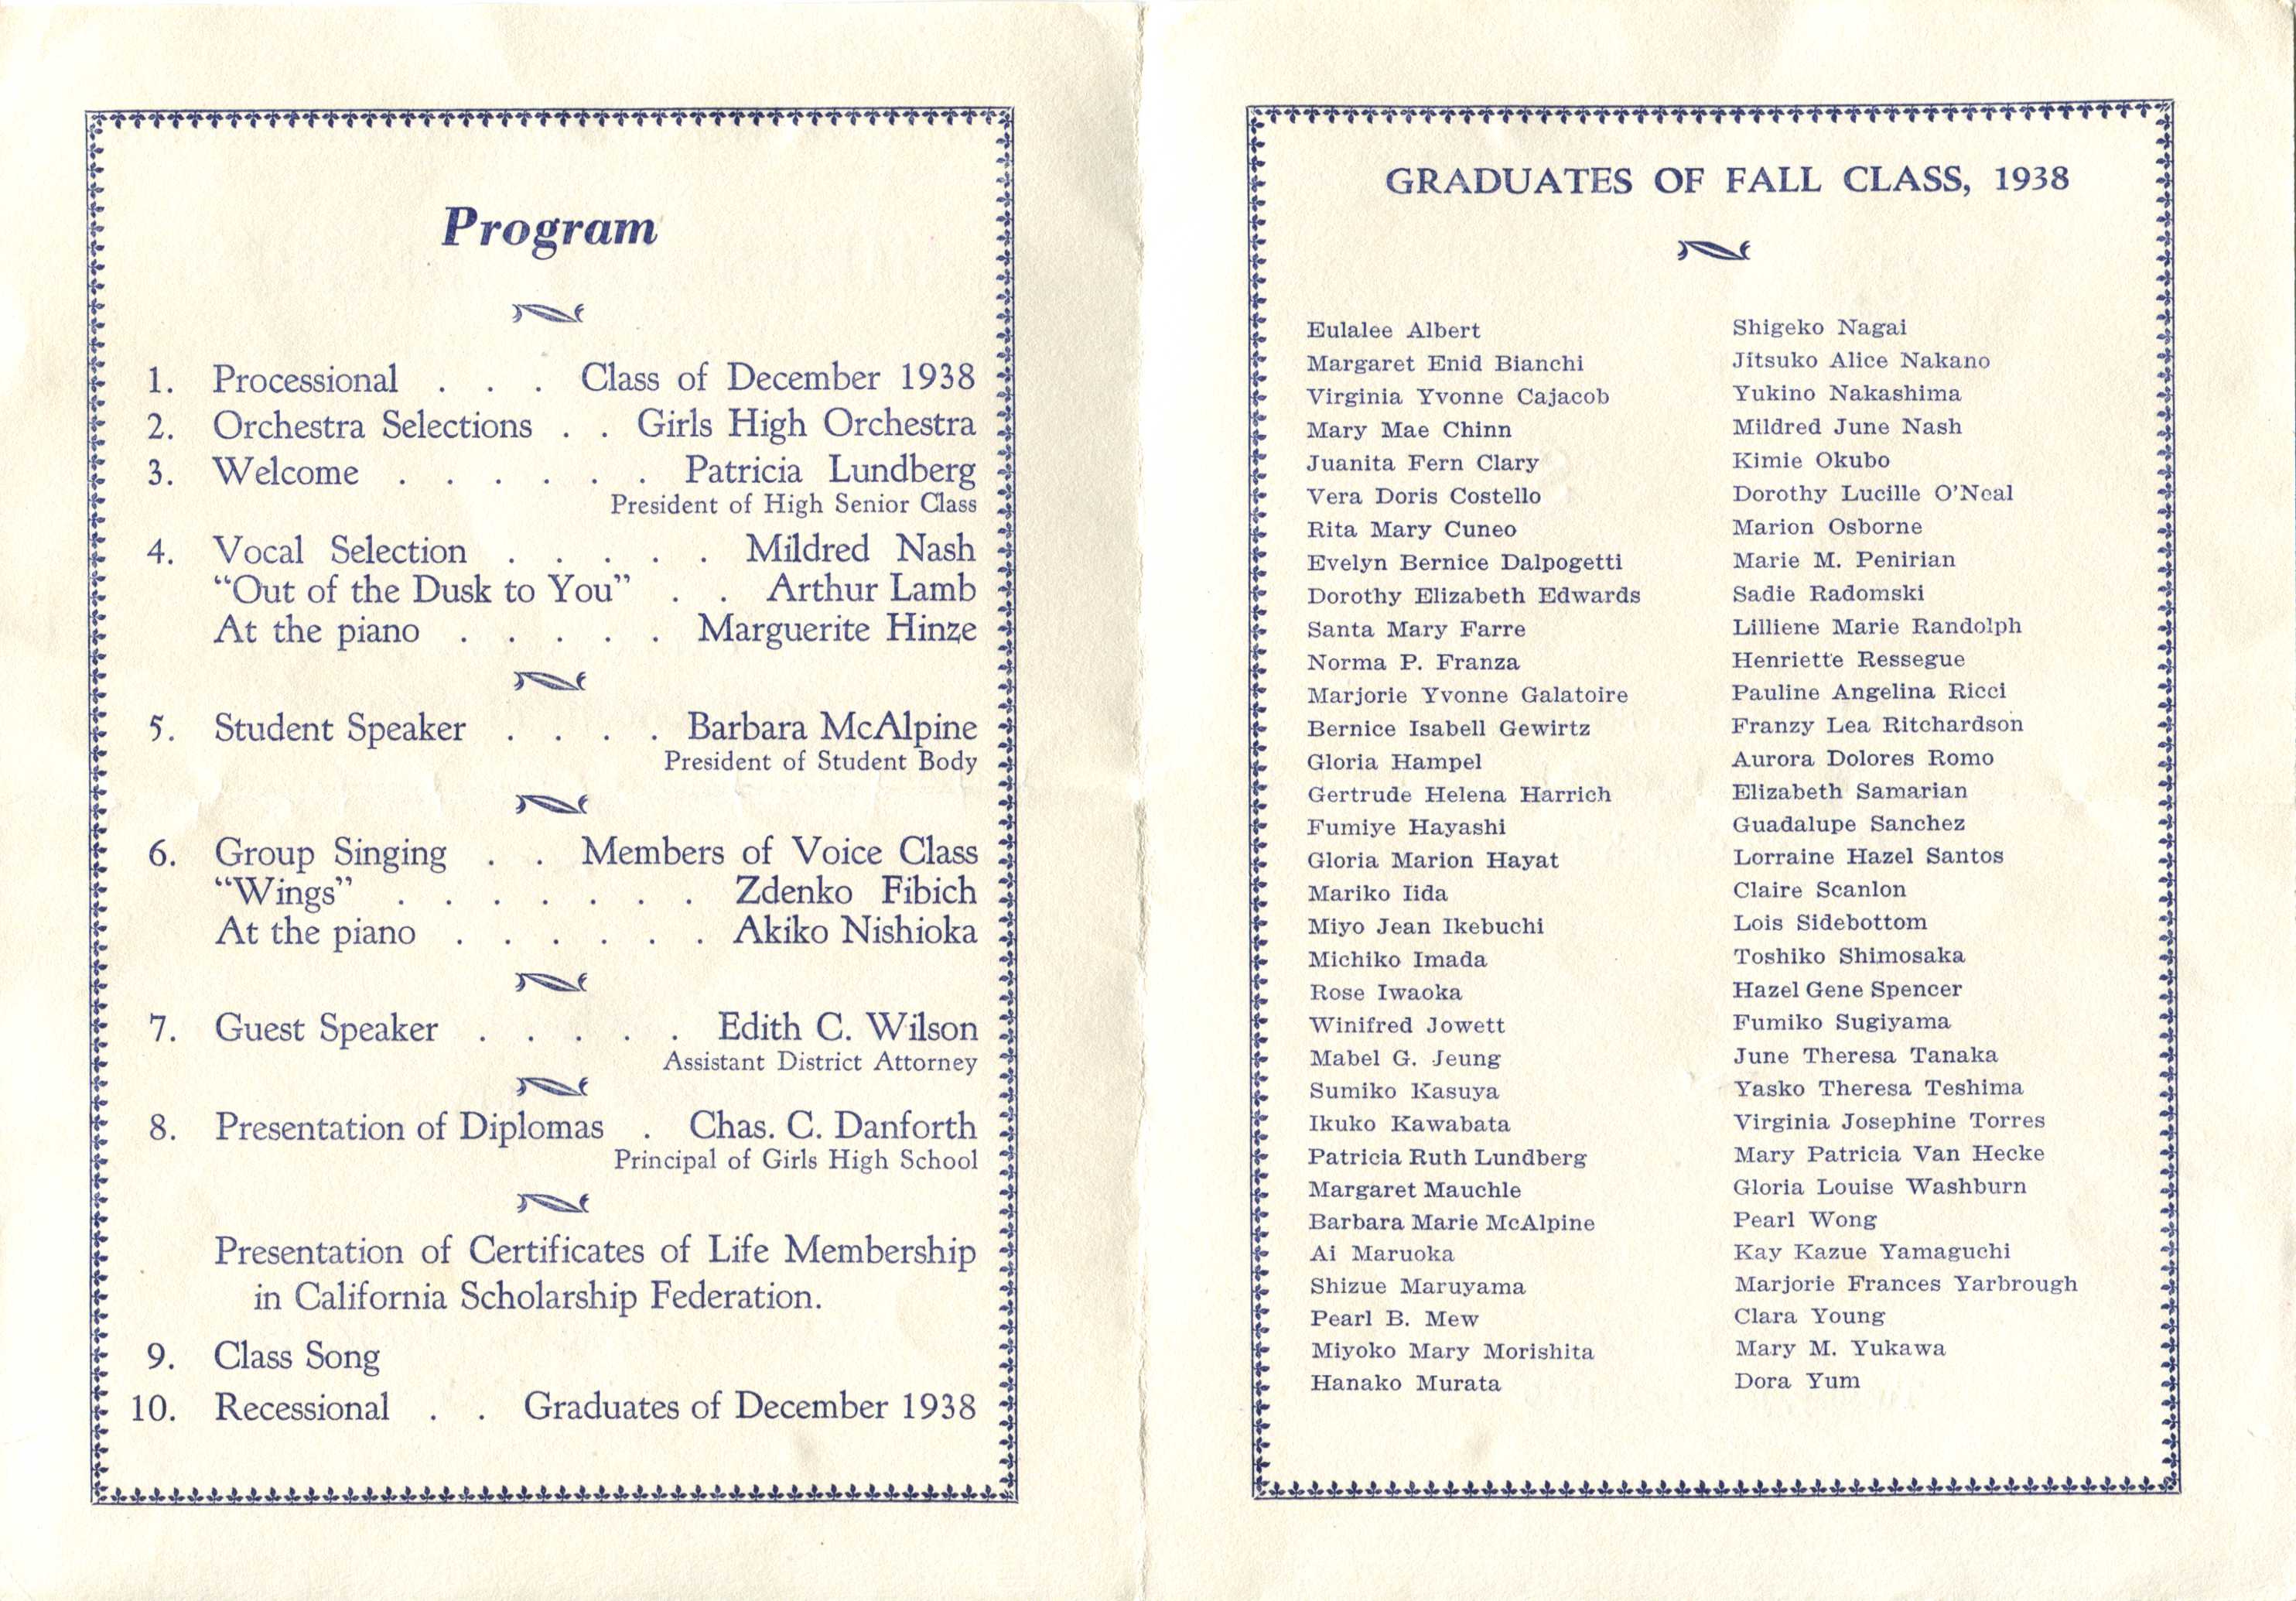 Program
1. Processional . . . Class of December 1938
2. Orchestra Selections . . Girls High Orchestra
3. Welcome . . . . . . Patricia Lundberg
President of High Senior Class
4. Vocal Selection . . . . . Mildred Nash
“Out of the Dusk to You” . . Arthur Lamb
At the piano . . . . . Marguerite Hinze
5. Student Speaker . . . . Barbara McAlpine
President of Student Body
6. Group Singing . . Members of Voice Class
“Wings” . . . . . . . Zdenko Fibich
At the piano . . . . . . Akiko Nishioka
7. Guest Speaker . . . . . Edith C. Wilson
Assistant District Attorney
8. Presentation of Diplomas . Chas. C. Danforth
Principal of Girls High School
Presentation of Certificates of Life Membership
in California Scholarship Federation.
9. Class Song
10. Recessional . . Graduates of December 1938
GRADUATES OF FALL CLASS, 1938
Eulalee Albert
Margaret Enid Bianchi
Virginia Yvonne Cajacob
Mary Mae Chinn
Juanita Fern Clary
Vera Doris Costello
Rita Mary Cuneo
Evelyn Bernice Dalpogetti
Dorothy Elizabeth Edwards
Santa Mary Farre
Norma P. Franza
Marjorie Yvonne Galatoire
Bernice Isabell Gewirtz
Gloria Hampel
Gertrude Helena Harrich
Fumiye Hayashi
Gloria Marion Hayat
Mariko Iida
Miyo Jean Ikebuchi
Michiko Imada
Rose Iwaoka
Winifred Jowett
Mabel G. Jeung
Sumiko Kasuya
Ikuko Kawabata
Patricia Ruth Lundberg
Margaret Mauchle
Barbara Marie McAlpine
Ai Maruoka
Shizue Maruyama
Pearl B. Mew
Miyoko Mary Morishita
Hanako Murata
Shigeko Nagai
Jitsuko Alice Nakano
Yukino Nakashima
Mildred June Nash
Kimie Okubo
Dorothy Lucille O’Neal
Marion Osborne
Marie M. Penirian
Sadie Radomski
Lilliene Marie Randolph
Henriette Ressegue
Pauline Angelina Ricci
Franzy Lea Ritchardson
Aurora Dolores Romo
Elizabeth Samarian
Guadalupe Sanchez
Lorraine Hazel Santos
Claire Scanlon
Lois Sidebottom
Toshiko Shimosaka
Hazel Gene Spencer
Fumiko Sugiyama
June Theresa Tanaka
Yasko Theresa Teshima
Virginia Josephine Torres
Mary Patricia Van Hecke
Gloria Louise Washburn
Pearl Wong
Kay Kazue Yamaguchi
Marjorie Frances Yarbrough
Clara Young
Mary M. Yukawa
Dora Yum